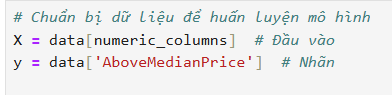 # Chuẩn bị dữ liệu để huấn luyện mô hình
X = data[numeric_columns]  # Đầu vào
y = data['AboveMedianPrice']  # Nhãn